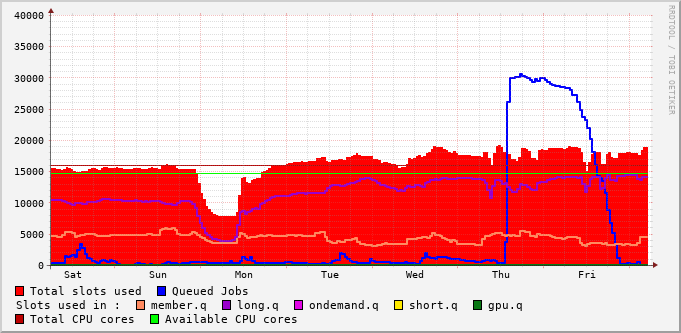 40000
35000
30000
25000
20000
15000
10000
5000
0
Sat Sun Mon Tue Wed Thu Fri
RRDTOOL / TOBI OETIKER
Total slots used Queued Jobs
Slots used in : member.q long.q ondemand.q short.q gpu.q
Total CPU cores Available CPU cores